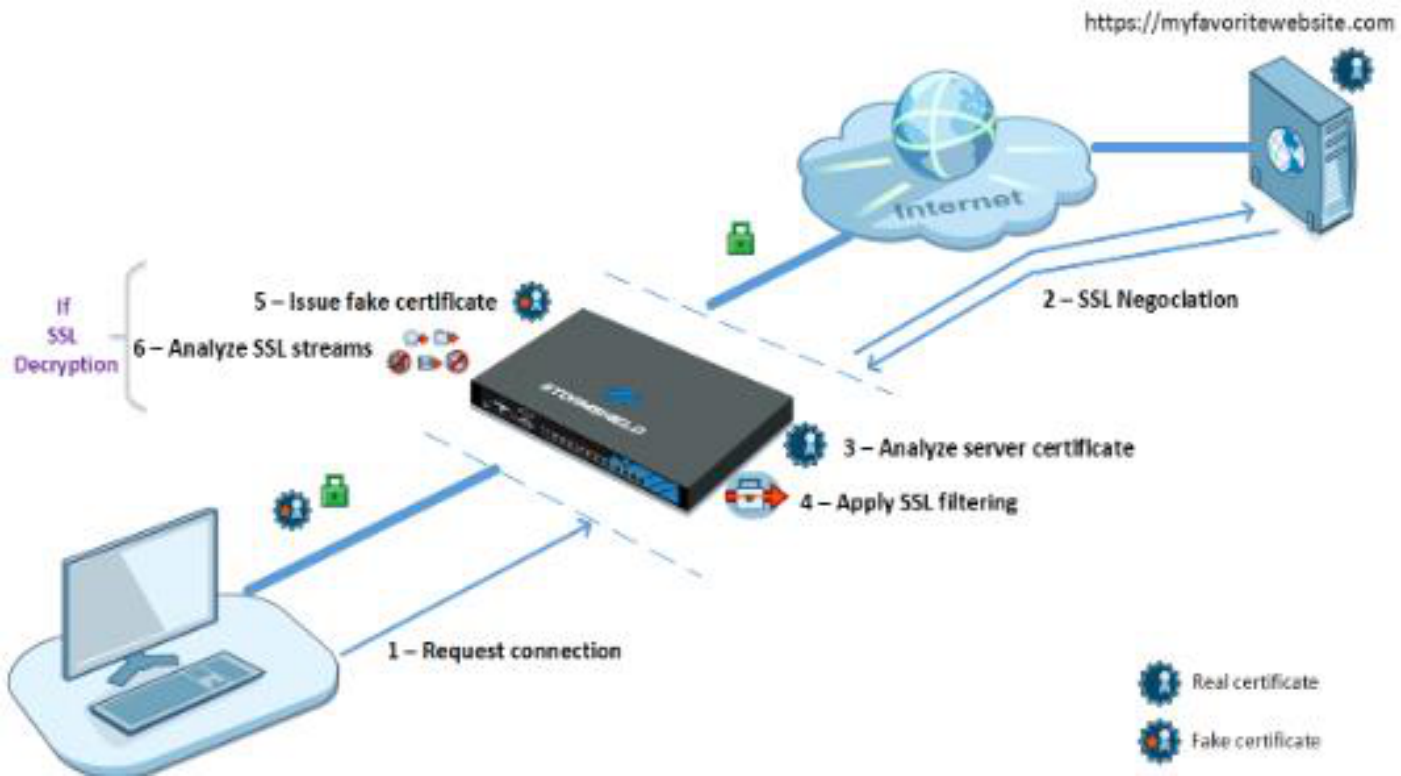 https://myfavoritewebsite.com
Internet
2 – SSL Negociation
5 – Issue fake certificate
If
SSL
Decryption
6 – Analyze SSL streams
STORMSHIELD
3 – Analyze server certificate
4 – Apply SSL filtering
1 – Request connection
Real certificate
Fake certificate